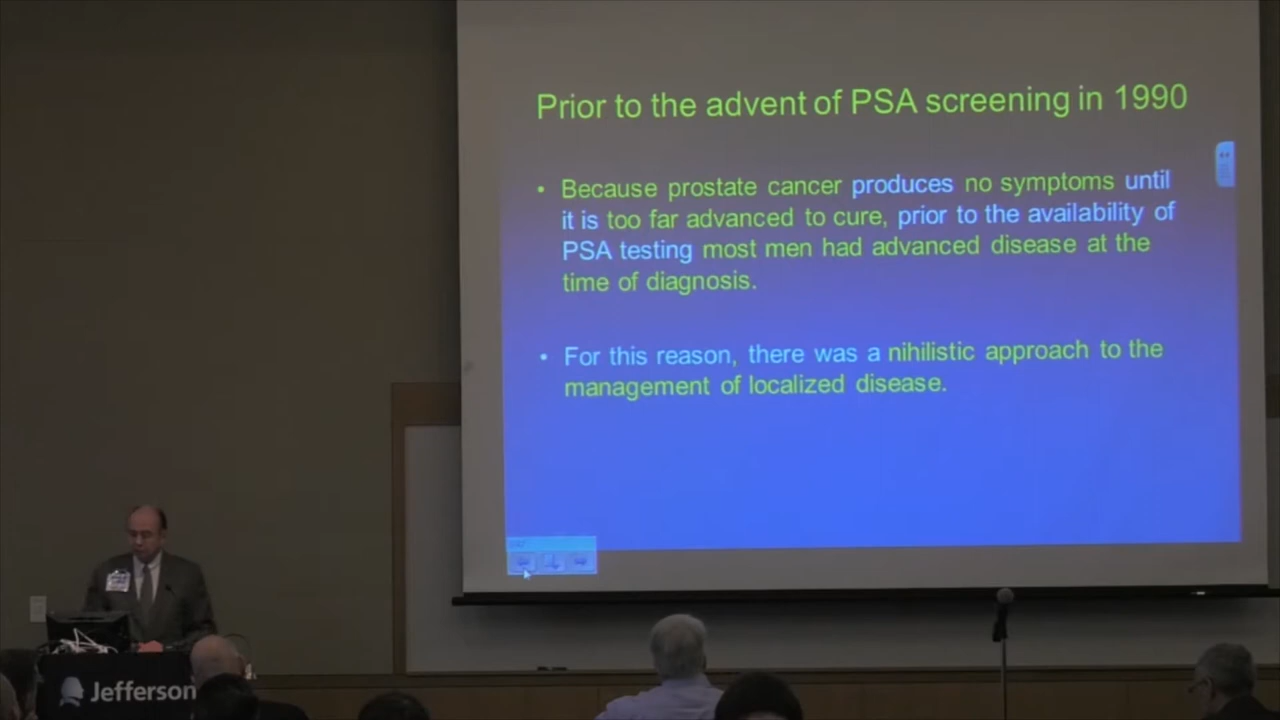 Prior to the advent of PSA screening in 1990
• Because prostate cancer produces no symptoms until
it is too far advanced to cure, prior to the availability of
PSA testing most men had advanced disease at the
time of diagnosis.
• For this reason, there was a nihilistic approach to the
management of localized disease.
Jefferson